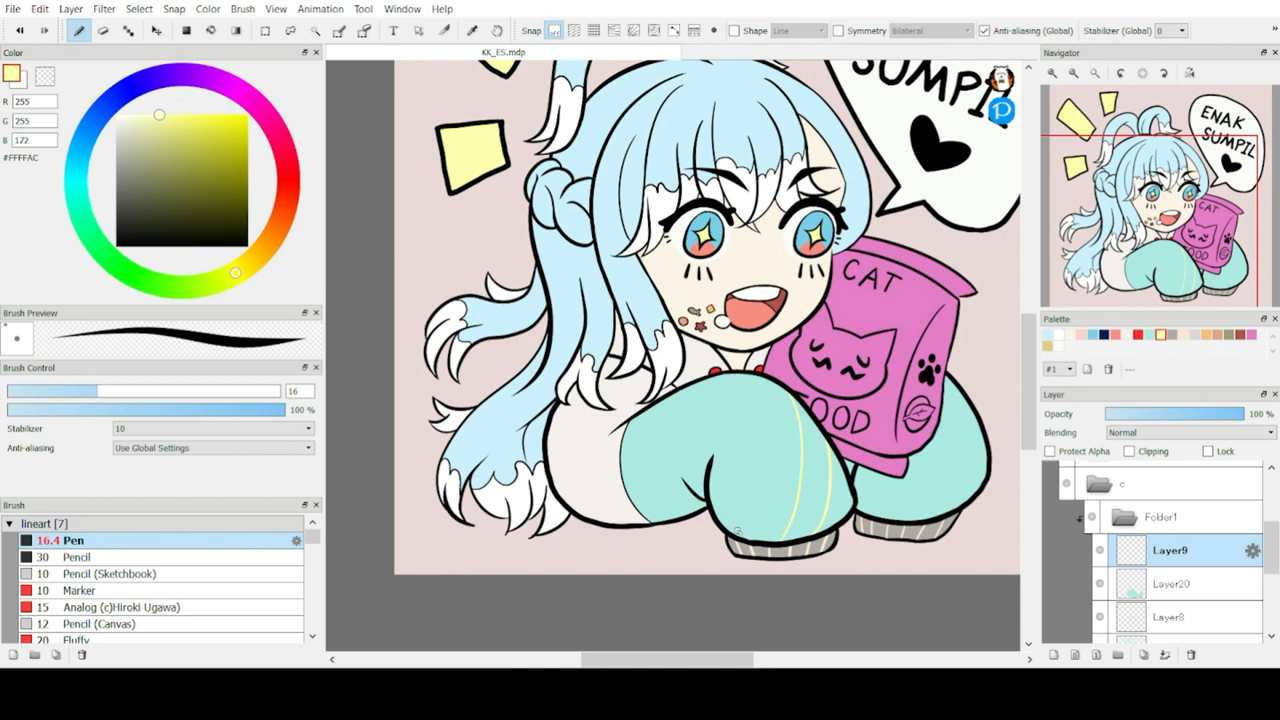 File Edit Layer Filter Select Snap Color Brush View Animation Tool Window Help
Snap Shape Line Symmetry Bilateral Anti-aliasing (Global) Stabilizer (Global) 0
Color
KK_ES.mdp
Navigator
R 255
G 255
B 172
#FFFFAC
SUMPIL
ENAK
SUMPIL
CAT
FOOD
CAT
FOOD
Brush Preview
Brush Control
16
100 %
Stabilizer 10
Anti-aliasing Use Global Settings
Brush
lineart [7]
16.4 Pen
30 Pencil
10 Pencil (Sketchbook)
10 Marker
15 Analog (c)Hiroki Ugawa)
12 Pencil (Canvas)
20 Fluffy
Palette
#1
Layer
Opacity 100 %
Blending Normal
Protect Alpha Clipping Lock
c
Folder1
Layer9
Layer20
Layer8